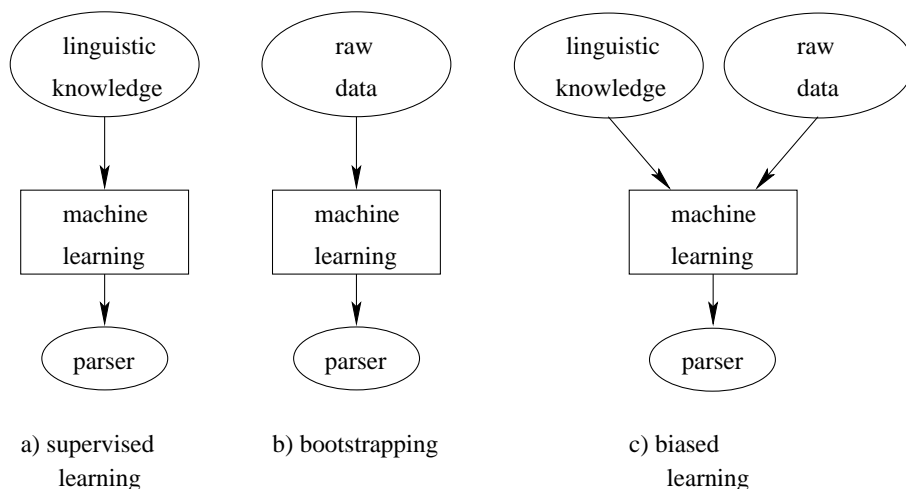 linguistic
knowledge
machine
learning
parser
a) supervised
learning
raw
data
machine
learning
parser
b) bootstrapping
linguistic
knowledge
raw
data
machine
learning
parser
c) biased
learning